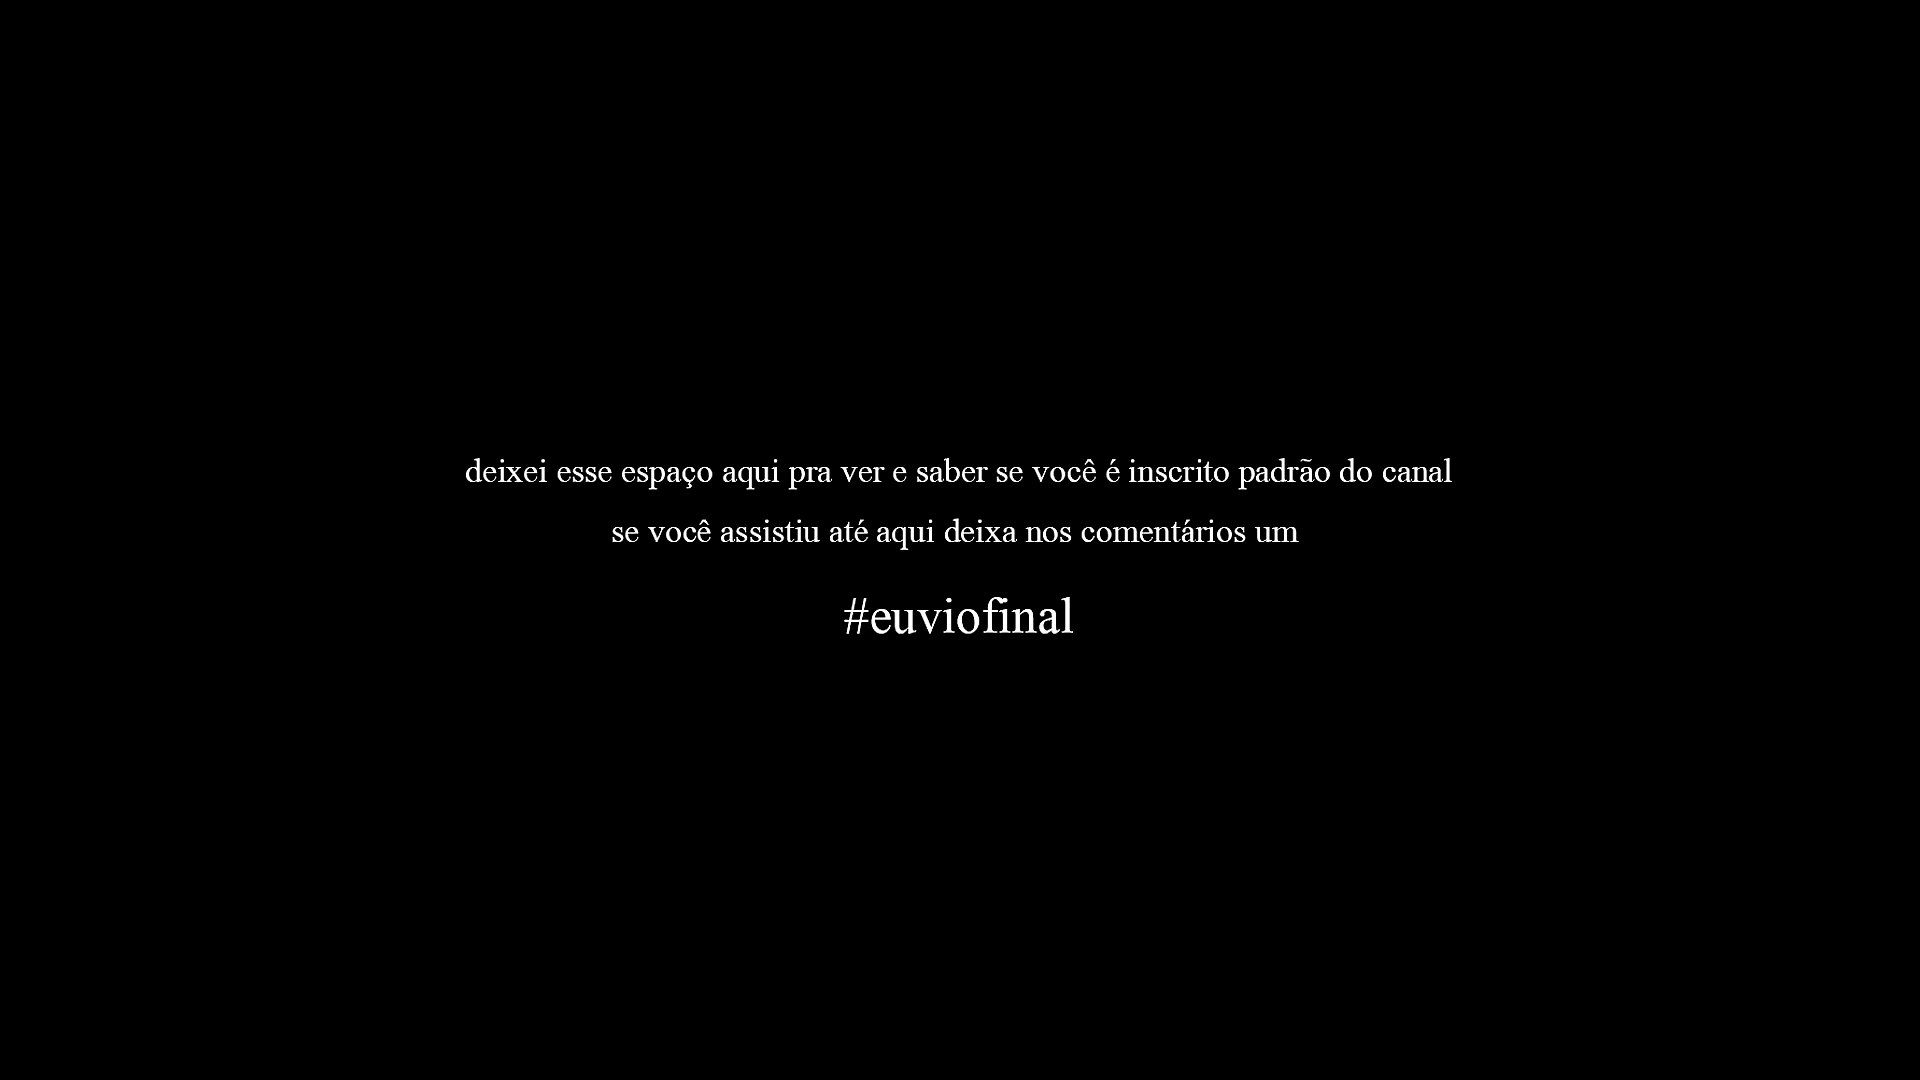 deixei esse espaço aqui pra ver e saber se você é inscrito padrão do canal
se você assistiu até aqui deixa nos comentários um
#euviofinal